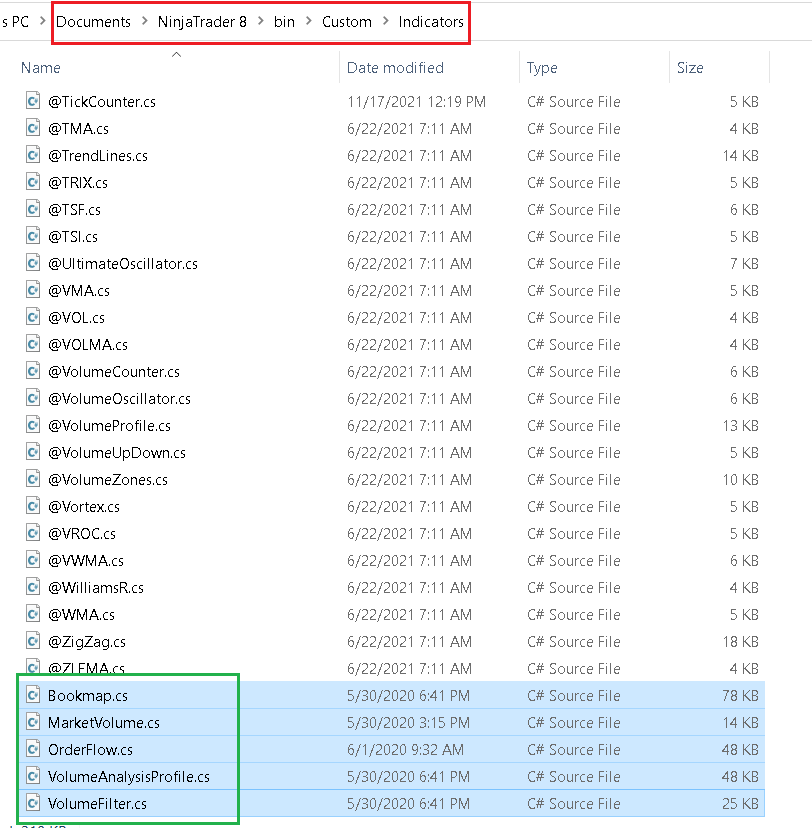 s PC > Documents > NinjaTrader 8 > bin > Custom > Indicators
Name Date modified Type Size
@TickCounter.cs 11/17/2021 12:19 PM C# Source File 5 KB
@TMA.cs 6/22/2021 7:11 AM C# Source File 4 KB
@TrendLines.cs 6/22/2021 7:11 AM C# Source File 14 KB
@TRIX.cs 6/22/2021 7:11 AM C# Source File 5 KB
@TSF.cs 6/22/2021 7:11 AM C# Source File 6 KB
@TSI.cs 6/22/2021 7:11 AM C# Source File 5 KB
@UltimateOscillator.cs 6/22/2021 7:11 AM C# Source File 7 KB
@VMA.cs 6/22/2021 7:11 AM C# Source File 5 KB
@VOL.cs 6/22/2021 7:11 AM C# Source File 4 KB
@VOLMA.cs 6/22/2021 7:11 AM C# Source File 4 KB
@VolumeCounter.cs 6/22/2021 7:11 AM C# Source File 6 KB
@VolumeOscillator.cs 6/22/2021 7:11 AM C# Source File 6 KB
@VolumeProfile.cs 6/22/2021 7:11 AM C# Source File 13 KB
@VolumeUpDown.cs 6/22/2021 7:11 AM C# Source File 5 KB
@VolumeZones.cs 6/22/2021 7:11 AM C# Source File 10 KB
@Vortex.cs 6/22/2021 7:11 AM C# Source File 5 KB
@VROC.cs 6/22/2021 7:11 AM C# Source File 5 KB
@VWMA.cs 6/22/2021 7:11 AM C# Source File 6 KB
@WilliamsR.cs 6/22/2021 7:11 AM C# Source File 4 KB
@WMA.cs 6/22/2021 7:11 AM C# Source File 5 KB
@ZigZag.cs 6/22/2021 7:11 AM C# Source File 18 KB
@ZLEMA.cs 6/22/2021 7:11 AM C# Source File 4 KB
Bookmap.cs 5/30/2020 6:41 PM C# Source File 78 KB
MarketVolume.cs 5/30/2020 3:15 PM C# Source File 14 KB
OrderFlow.cs 6/1/2020 9:32 AM C# Source File 48 KB
VolumeAnalysisProfile.cs 5/30/2020 6:41 PM C# Source File 48 KB
VolumeFilter.cs 5/30/2020 6:41 PM C# Source File 25 KB